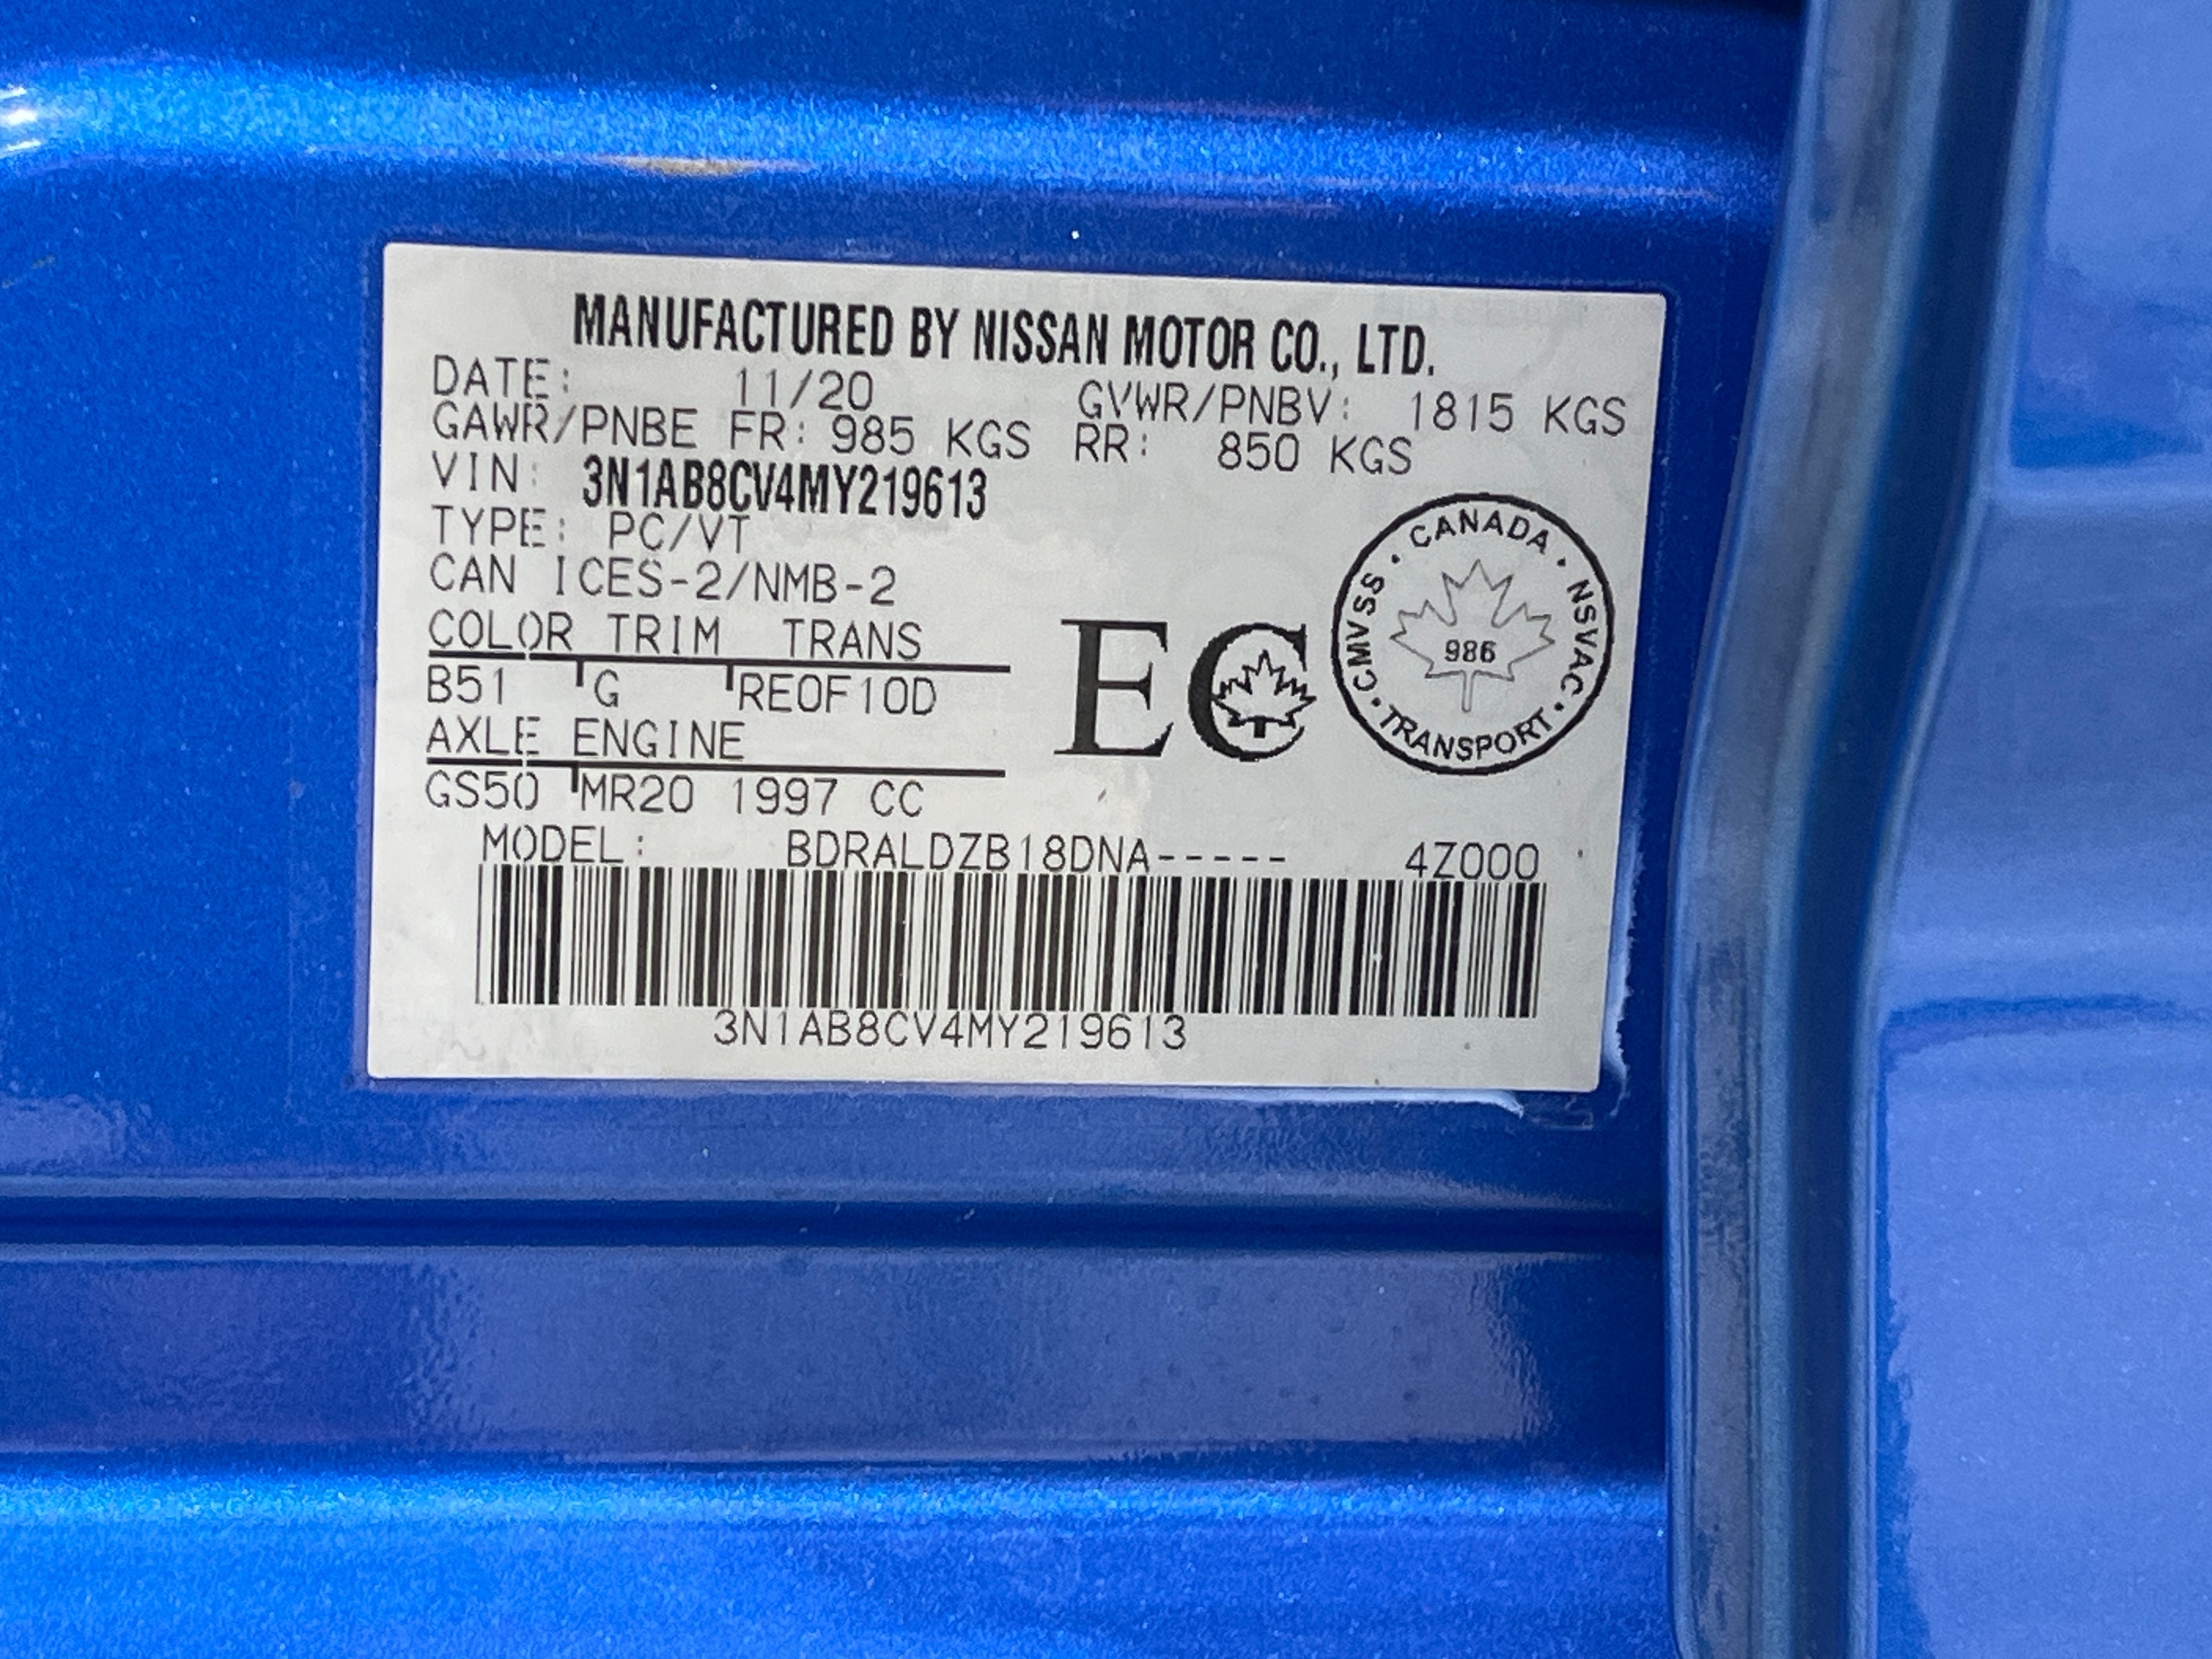 MANUFACTURED BY NISSAN MOTOR CO., LTD.
DATE: 11/20 GVWR/PNBV: 1815 KGS
GAWR/PNBE FR: 985 KGS RR: 850 KGS
VIN: 3N1AB8CV4MY219613
TYPE: PC/VT
CAN ICES-2/NMB-2
COLOR TRIM TRANS
B51 G RE0F10D
AXLE ENGINE
GS50 MR20 1997 CC
EC
CANADA · NSVAC · TRANSPORT · CMVSS ·
986
MODEL: BDRALDZB18DNA----- 4Z000
3N1AB8CV4MY219613